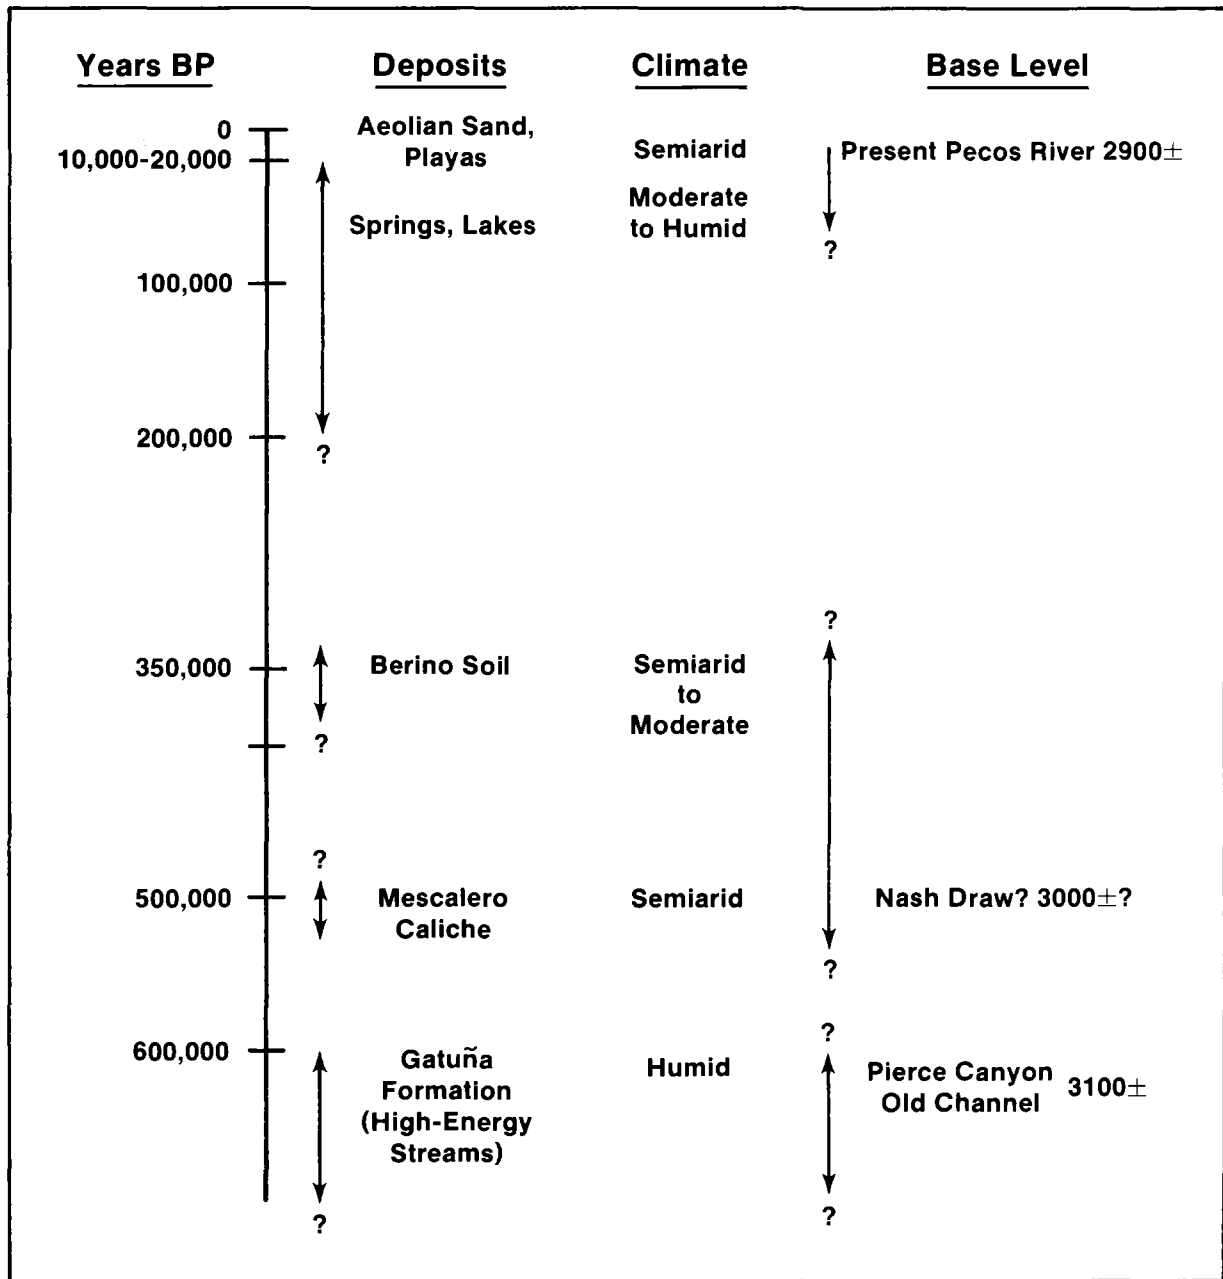 Years BP Deposits Climate Base Level
0 Aeolian Sand,
10,000-20,000 Playas Semiarid Present Pecos River 2900±
Moderate
Springs, Lakes to Humid
?
100,000
200,000
?
?
350,000 Berino Soil Semiarid
to
Moderate
?
?
500,000 Mescalero Semiarid Nash Draw? 3000±?
Caliche
?
?
600,000 Gatuña Humid Pierce Canyon 3100±
Formation Old Channel
(High-Energy
Streams)
?
?